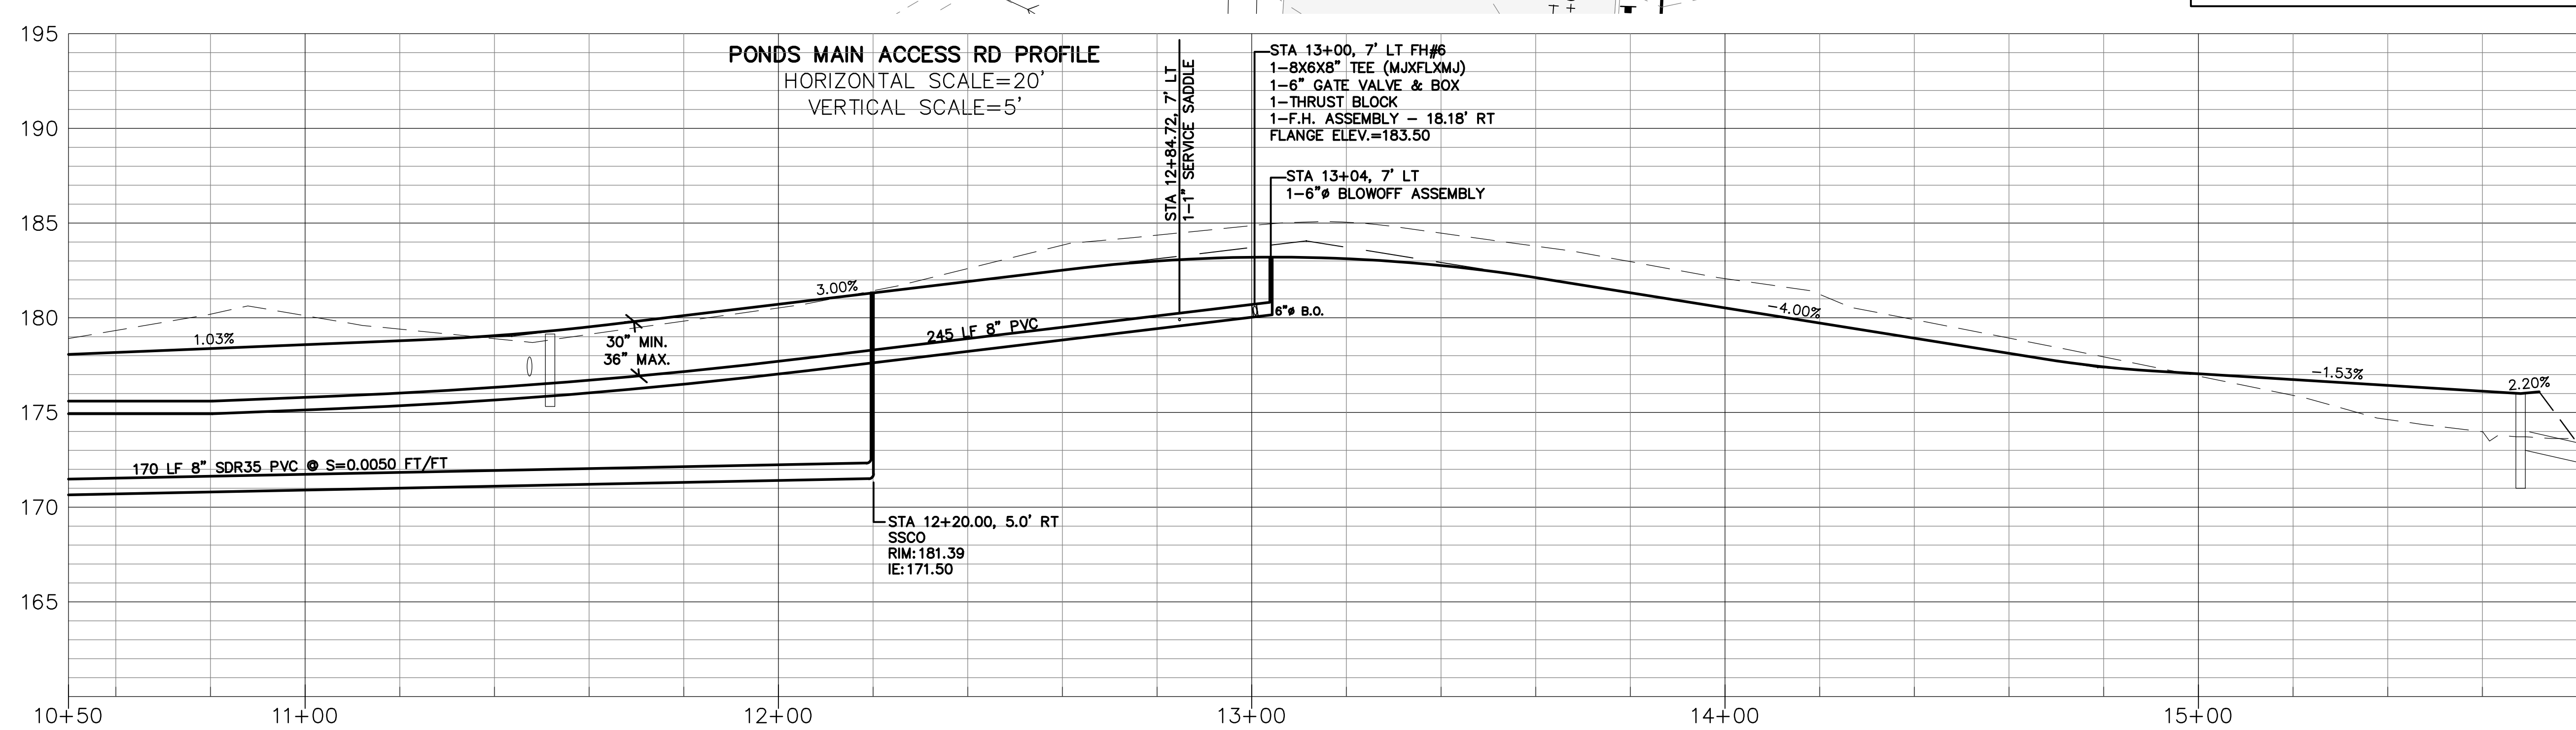 PONDS MAIN ACCESS RD PROFILE
HORIZONTAL SCALE=20'
VERTICAL SCALE=5'
STA 12+84.72, 7' LT
1-1" SERVICE SADDLE
STA 13+00, 7' LT FH#6
1-8X6X8" TEE (MJXFLXMJ)
1-6" GATE VALVE & BOX
1-THRUST BLOCK
1-F.H. ASSEMBLY - 18.18' RT
FLANGE ELEV.=183.50
STA 13+04, 7' LT
1-6"ø BLOWOFF ASSEMBLY
195
190
185
180
175
170
165
1.03%
3.00%
-4.00%
-1.53%
2.20%
30" MIN.
36" MAX.
245 LF 8" PVC
6"ø B.O.
170 LF 8" SDR35 PVC @ S=0.0050 FT/FT
STA 12+20.00, 5.0' RT
SSCO
RIM:181.39
IE:171.50
10+50
11+00
12+00
13+00
14+00
15+00